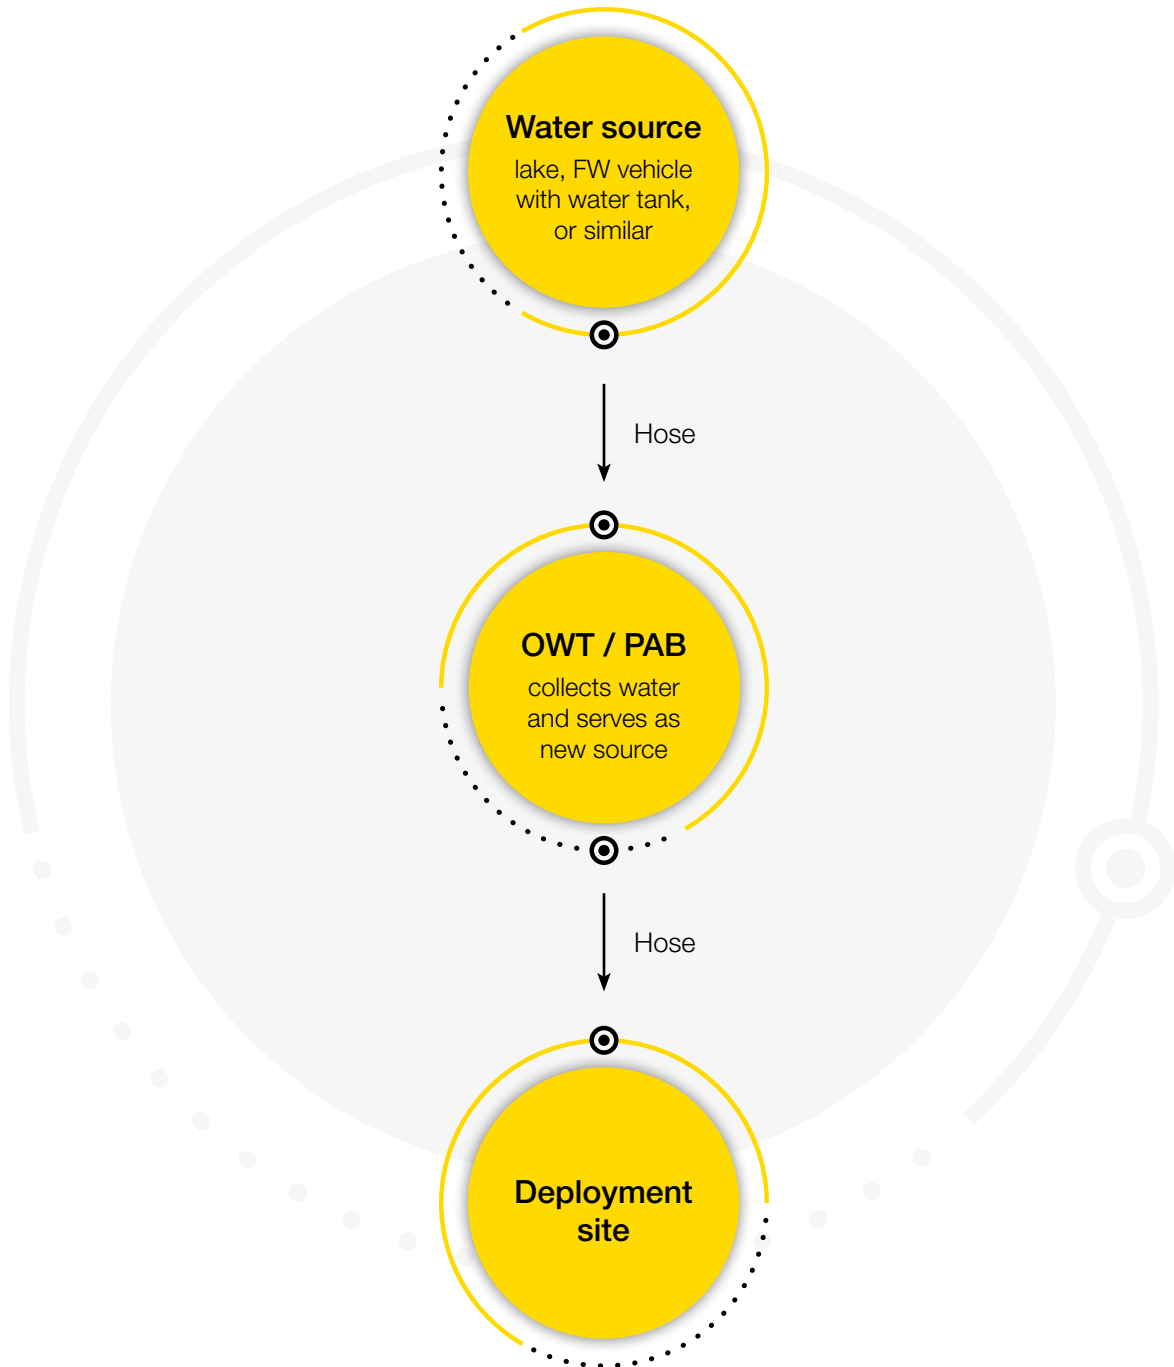 Water source
lake, FW vehicle
with water tank,
or similar
Hose
OWT / PAB
collects water
and serves as
new source
Hose
Deployment
site